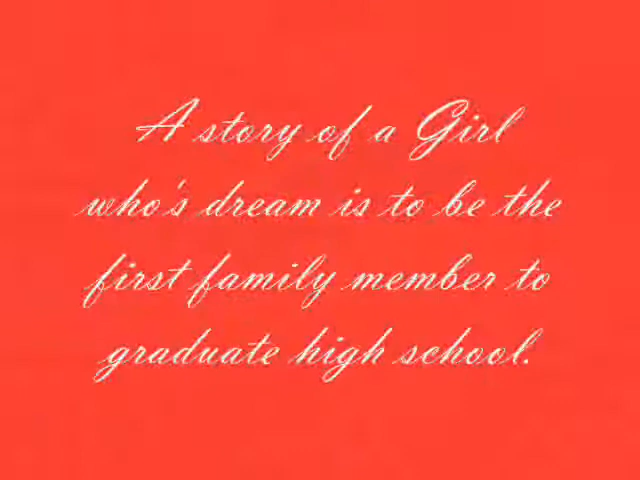 A story of a Girl
who's dream is to be the
first family member to
graduate high school.